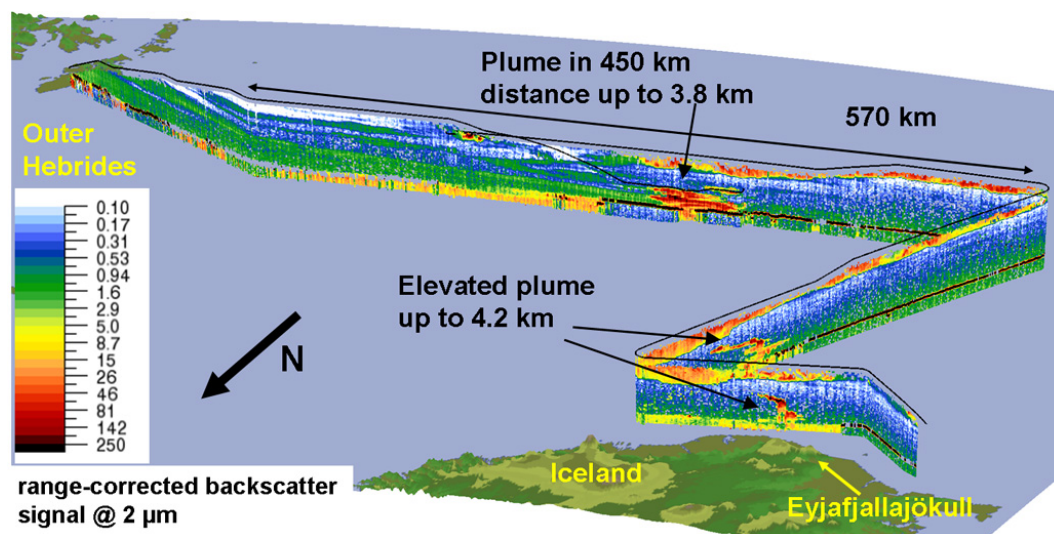 Plume in 450 km
distance up to 3.8 km
570 km
Outer
Hebrides
0.10
0.17
0.31
0.53
0.94
1.6
2.9
5.0
8.7
15
26
46
81
142
250
Elevated plume
up to 4.2 km
N
Iceland
Eyjafjallajökull
range-corrected backscatter
signal @ 2 µm